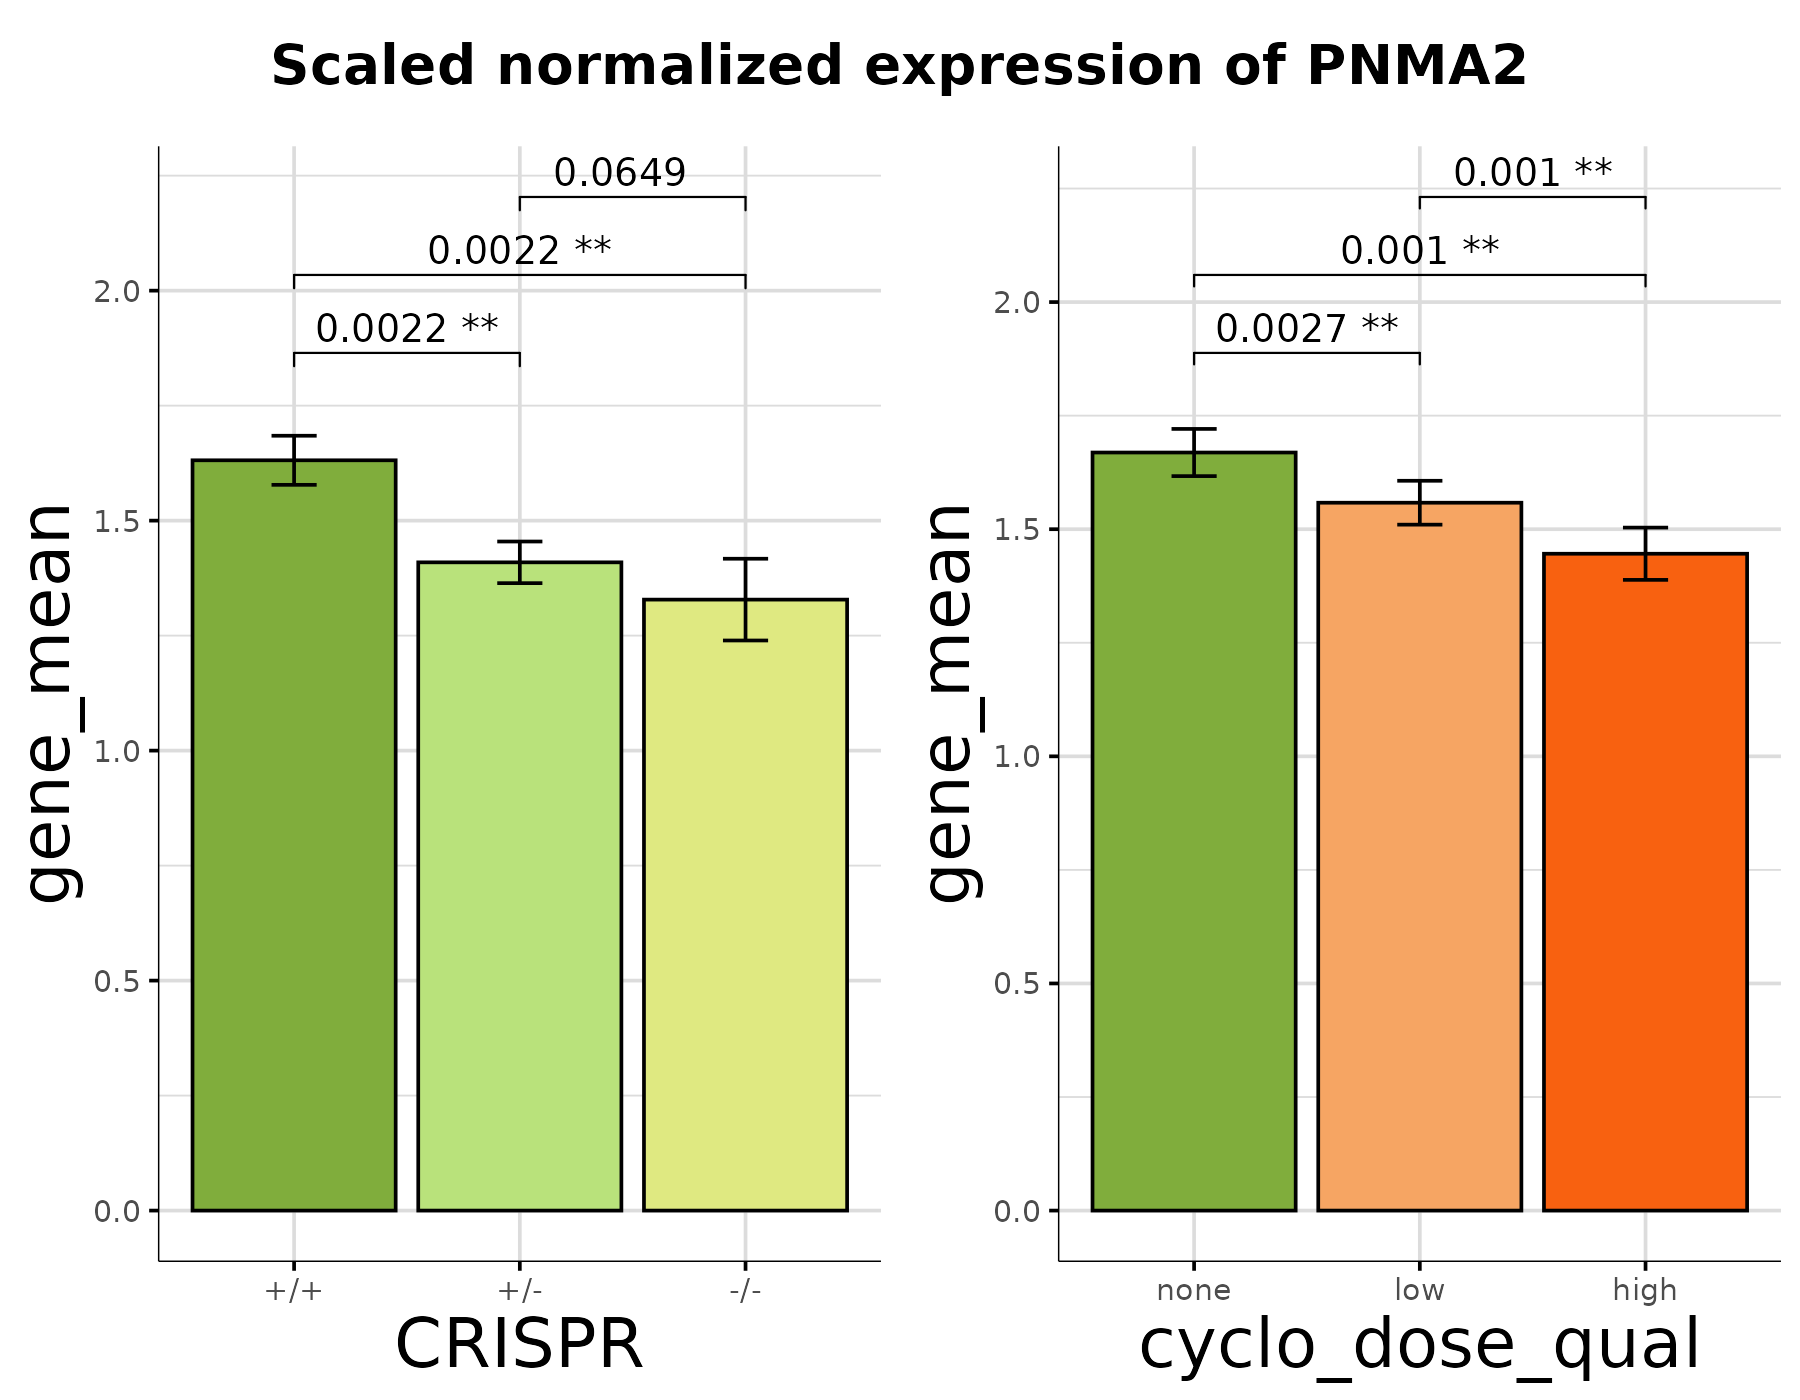 Scaled normalized expression of PNMA2
gene_mean
2.0
1.5
1.0
0.5
0.0
0.0649
0.0022 **
0.0022 **
+/+ +/- -/-
CRISPR
gene_mean
2.0
1.5
1.0
0.5
0.0
0.001 **
0.001 **
0.0027 **
none low high
cyclo_dose_qual